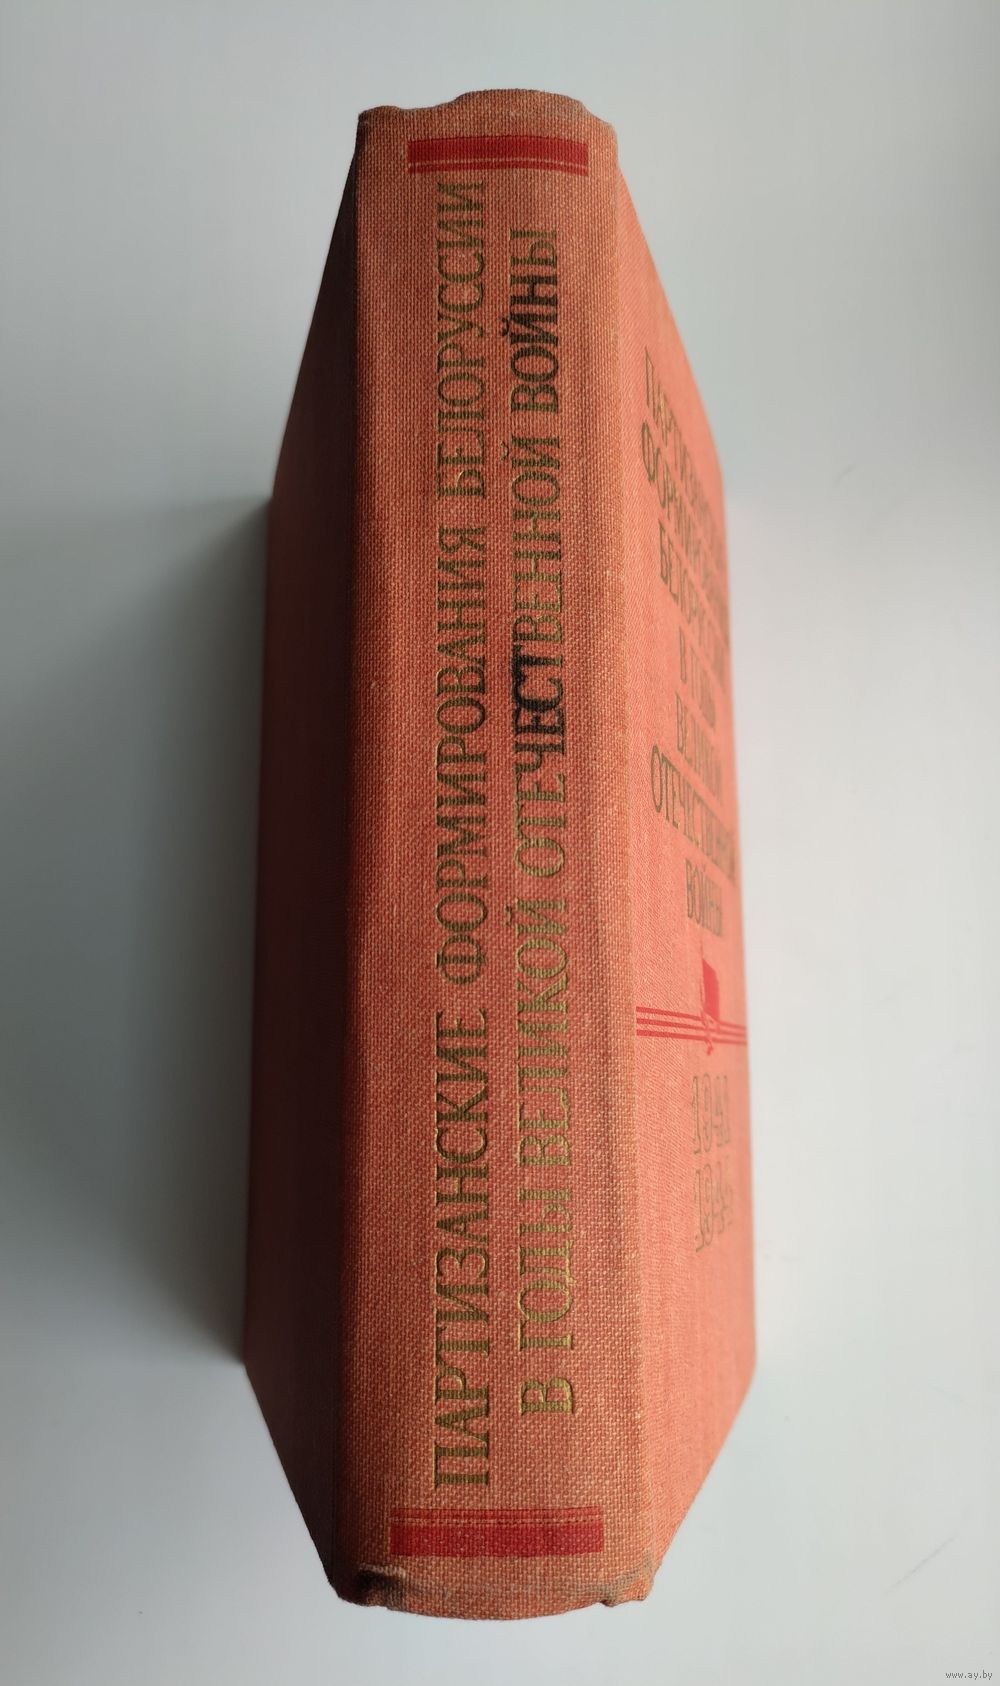 ПАРТИЗАНСКИЕ ФОРМИРОВАНИЯ БЕЛОРУССИИ
В ГОДЫ ВЕЛИКОЙ ОТЕЧЕСТВЕННОЙ ВОЙНЫ
ПАРТИЗАНСКИЕ
ФОРМИРОВАНИЯ
БЕЛОРУССИИ
В ГОДЫ
ВЕЛИКОЙ
ОТЕЧЕСТВЕННОЙ
ВОЙНЫ
1941
1944
www.ay.by